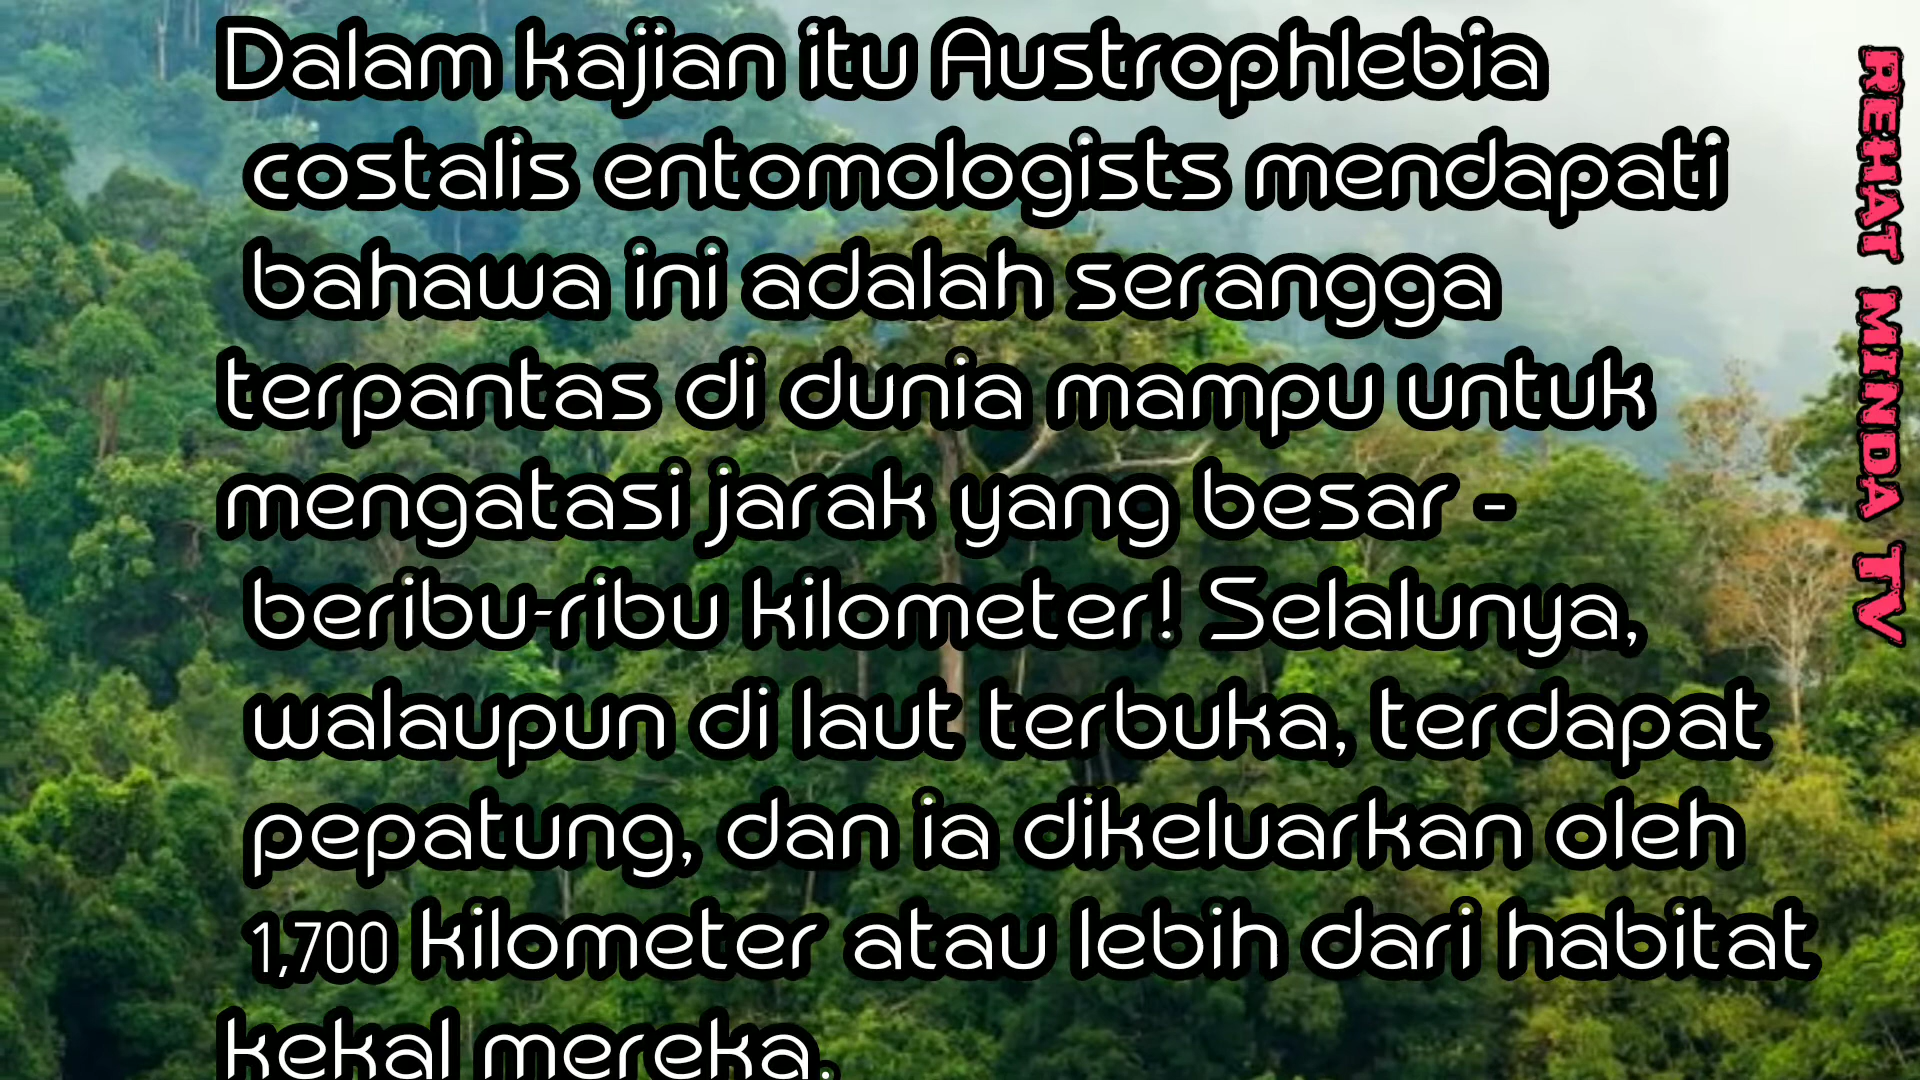 Dalam kajian itu Austrophlebia
costalis entomologists mendapati
bahawa ini adalah serangga
terpantas di dunia mampu untuk
mengatasi jarak yang besar -
beribu-ribu kilometer! Selalunya,
walaupun di laut terbuka, terdapat
pepatung, dan ia dikeluarkan oleh
1,700 kilometer atau lebih dari habitat
kekal mereka.
REHAT MINDA TV